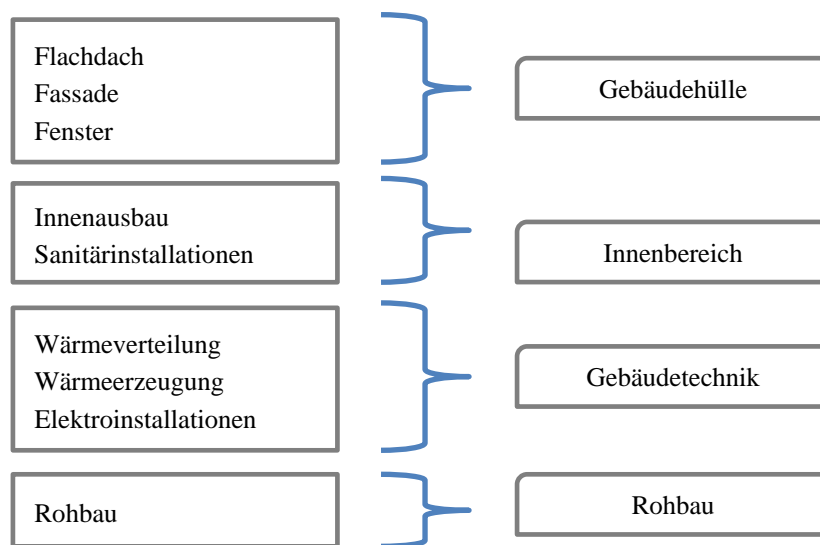 Flachdach
Fassade
Fenster
Gebäudehülle
Innenausbau
Sanitärinstallationen
Innenbereich
Wärmeverteilung
Wärmeerzeugung
Elektroinstallationen
Gebäudetechnik
Rohbau
Rohbau